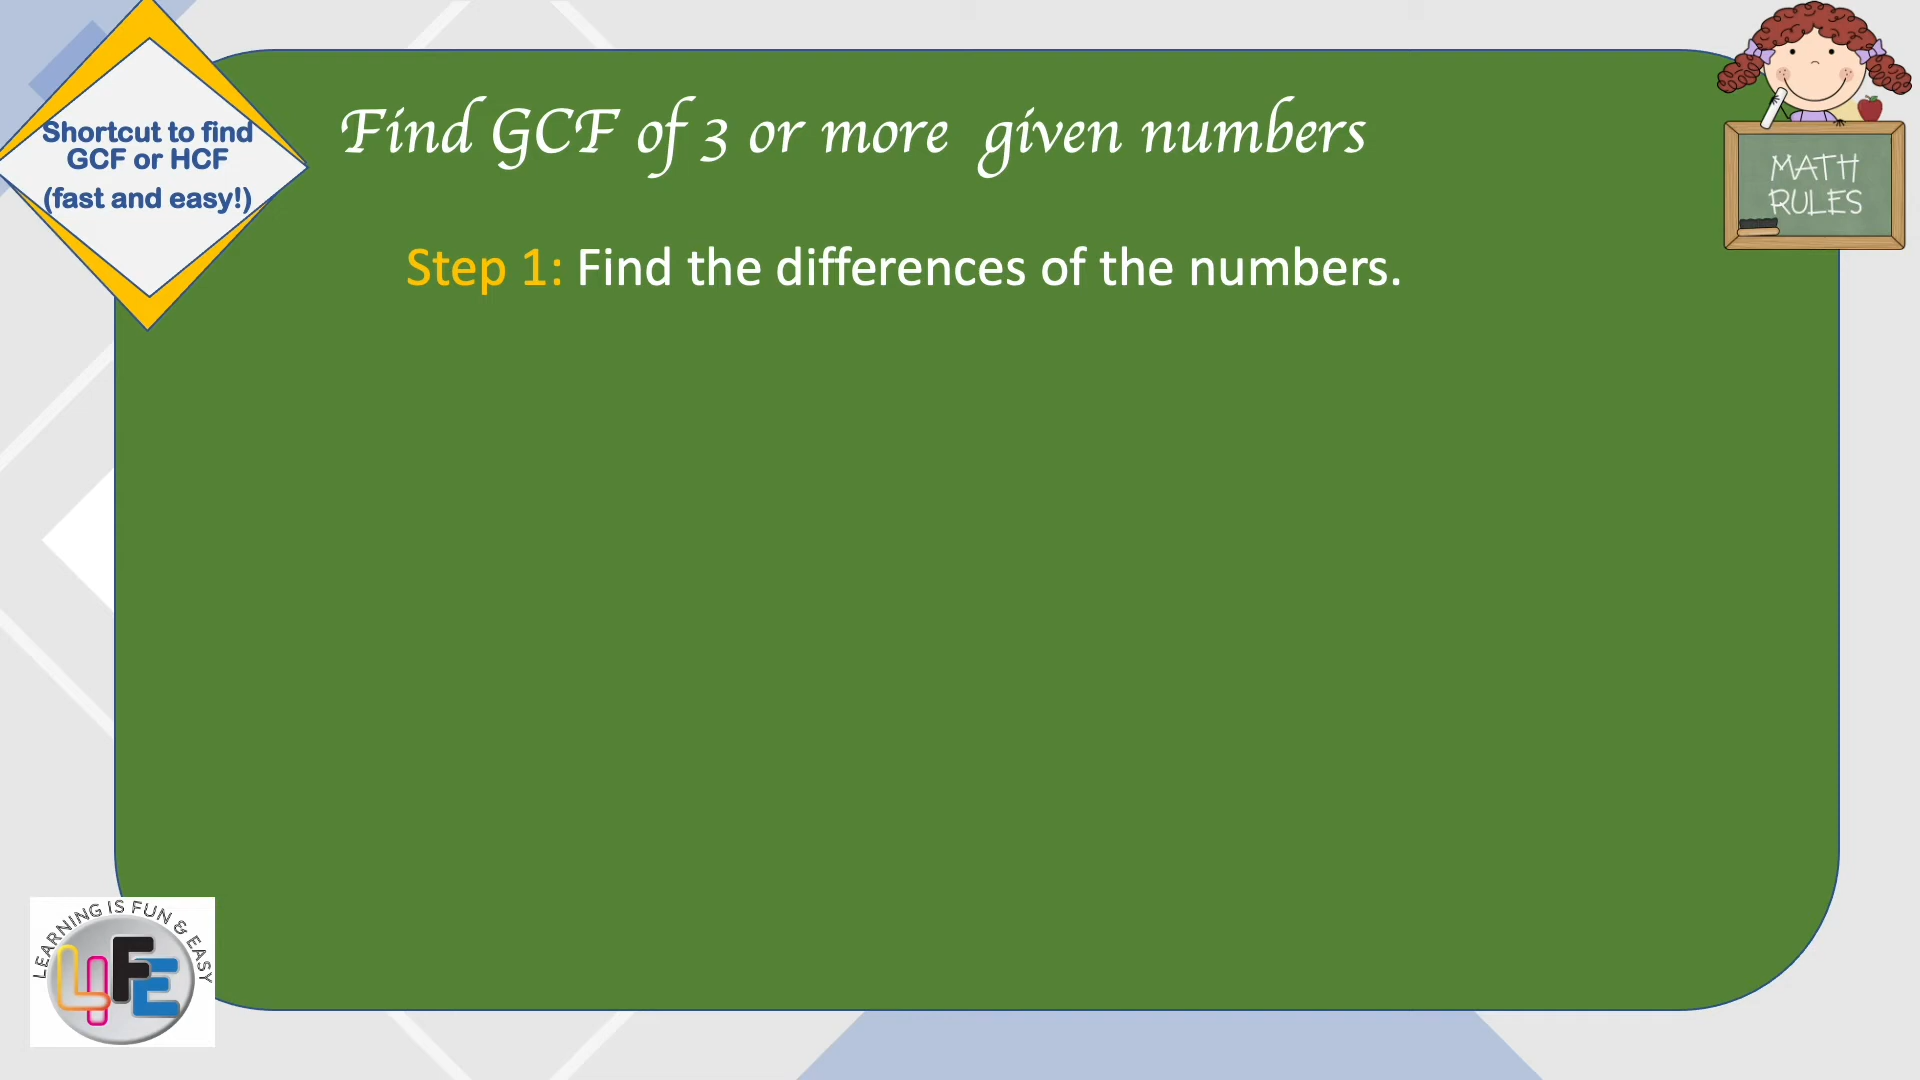 Shortcut to find
GCF or HCF
(fast and easy!)
Find GCF of 3 or more given numbers
MATH
RULES
Step 1: Find the differences of the numbers.
LEARNING IS FUN & EASY
LIFE